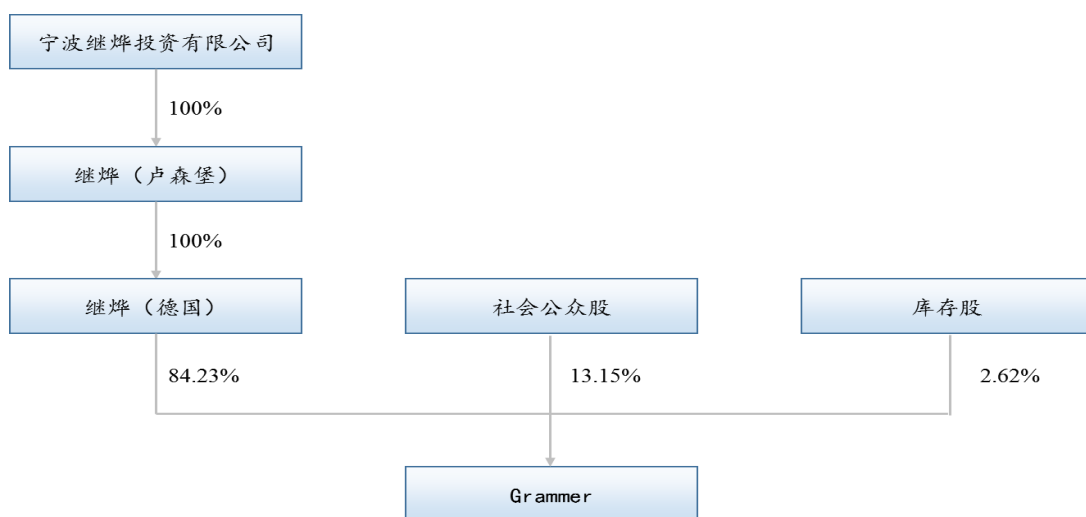 宁波继烨投资有限公司
100%
继烨（卢森堡）
100%
继烨（德国）
社会公众股
库存股
84.23%
13.15%
2.62%
Grammer